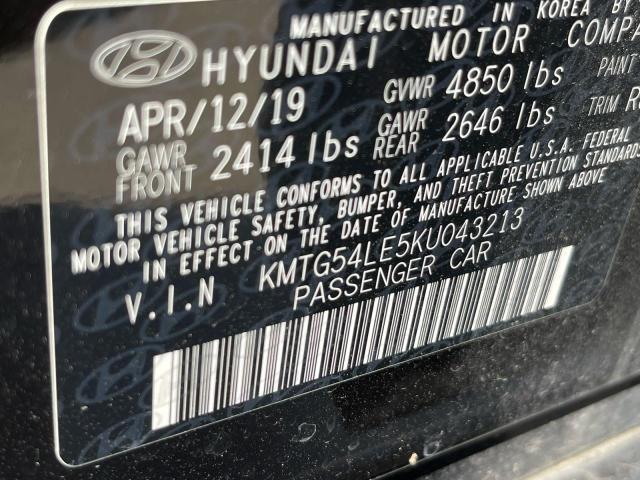 MANUFACTURED IN KOREA BY
HYUNDAI MOTOR COMPA
APR/12/19 GVWR 4850 lbs PAINT
GAWR FRONT 2414 lbs GAWR REAR 2646 lbs TRIM R
THIS VEHICLE CONFORMS TO ALL APPLICABLE U.S.A. FEDERAL
MOTOR VEHICLE SAFETY, BUMPER, AND THEFT PREVENTION STANDARDS
IN EFFECT ON THE DATE OF MANUFACTURE SHOWN ABOVE
V.I.N KMTG54LE5KU043213
PASSENGER CAR